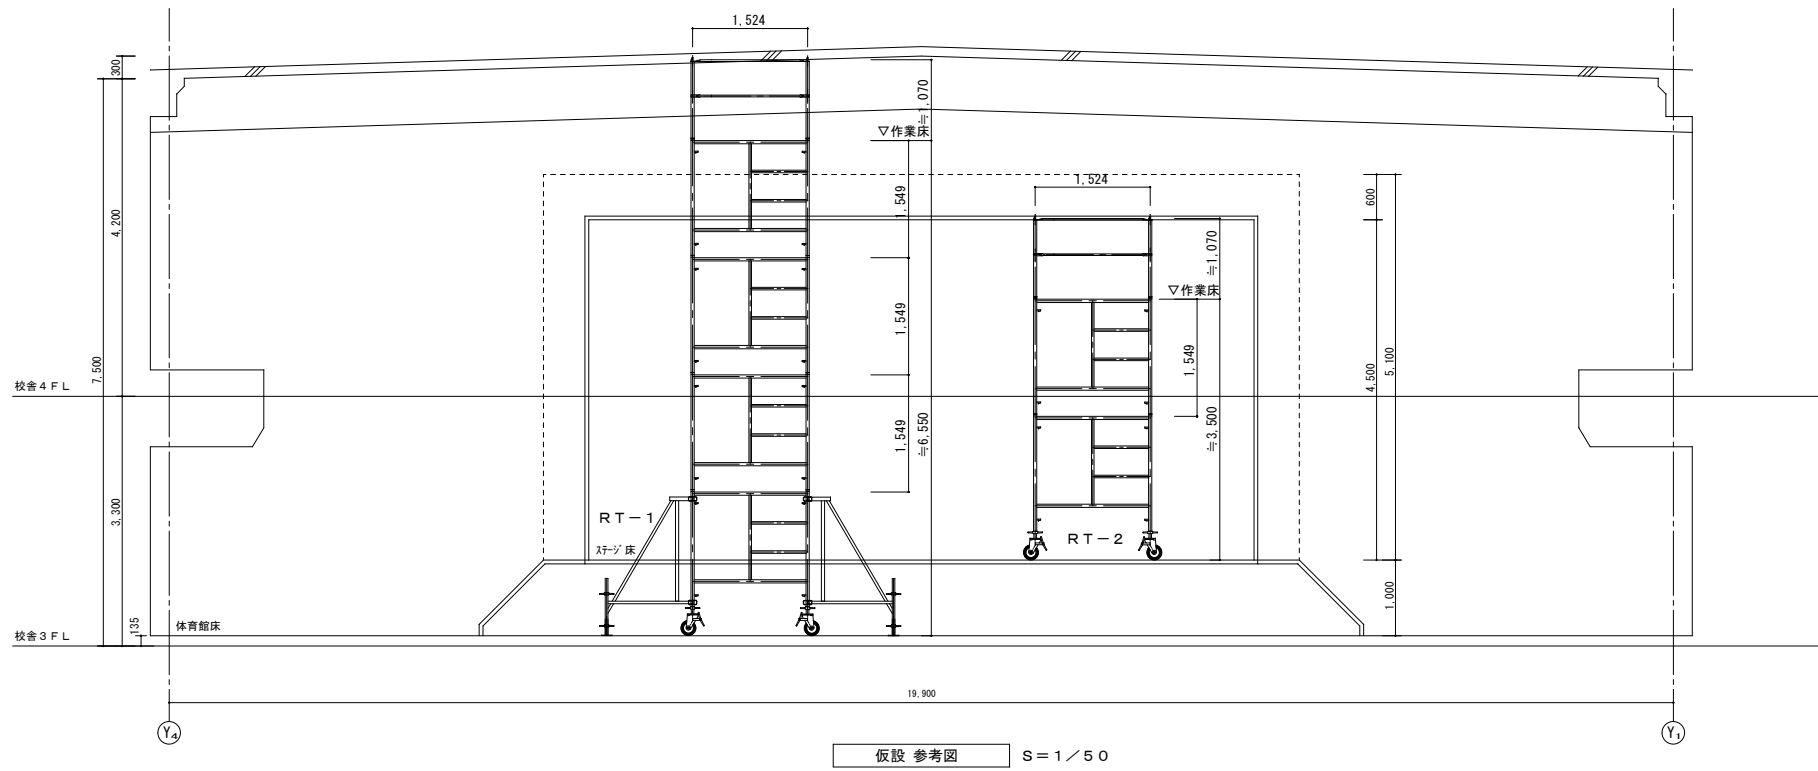 1,524
300
≒1,070
▽作業床
1,524
600
4,200
1,549
≒1,070
▽作業床
1,549
1,549
7,500
4,500
5,100
校舎4FL
1,549
≒6,550
≒3,500
3,300
RT-1
ステージ床
RT-2
1,000
135
体育館床
校舎3FL
19,900
Y4
Y1
仮設 参考図 S=1/50